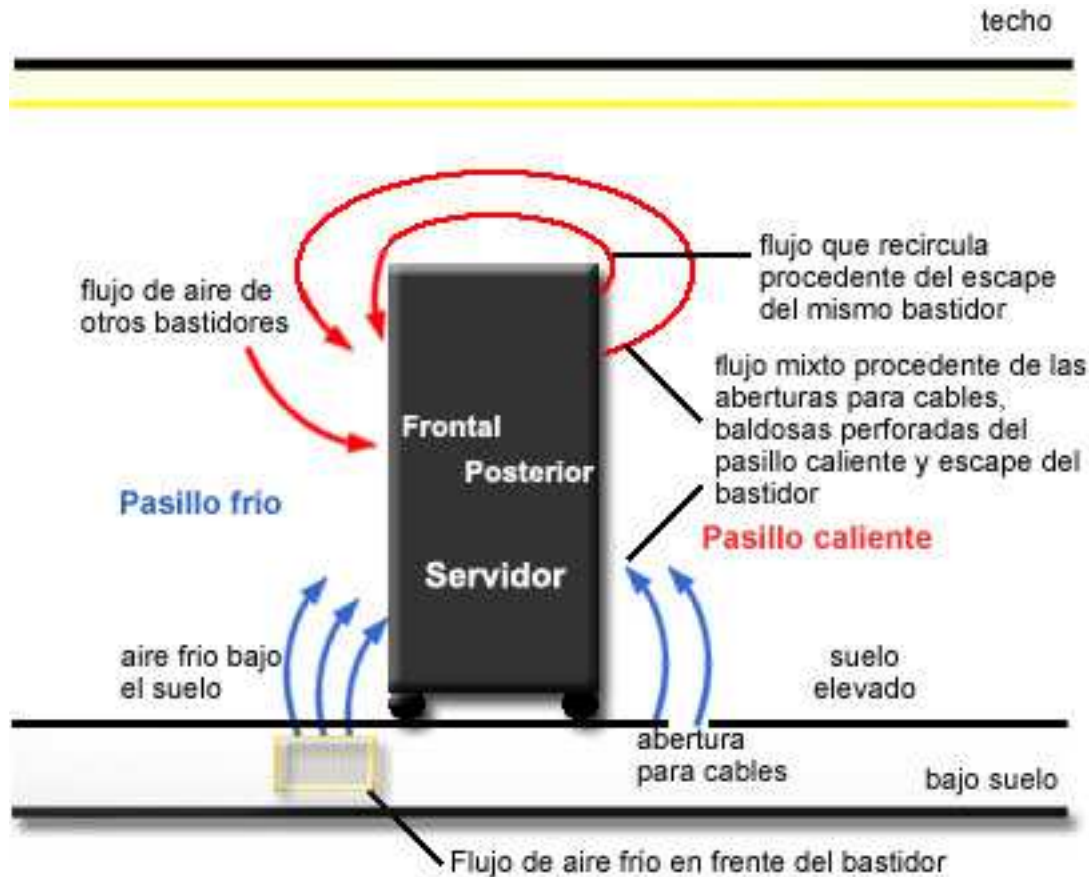 techo
flujo que recircula
procedente del escape
del mismo bastidor
flujo de aire de
otros bastidores
flujo mixto procedente de las
aberturas para cables,
baldosas perforadas del
pasillo caliente y escape del
bastidor
Frontal
Posterior
Pasillo frío
Pasillo caliente
Servidor
aire frio bajo
el suelo
suelo
elevado
abertura
para cables
bajo suelo
Flujo de aire frio en frente del bastidor